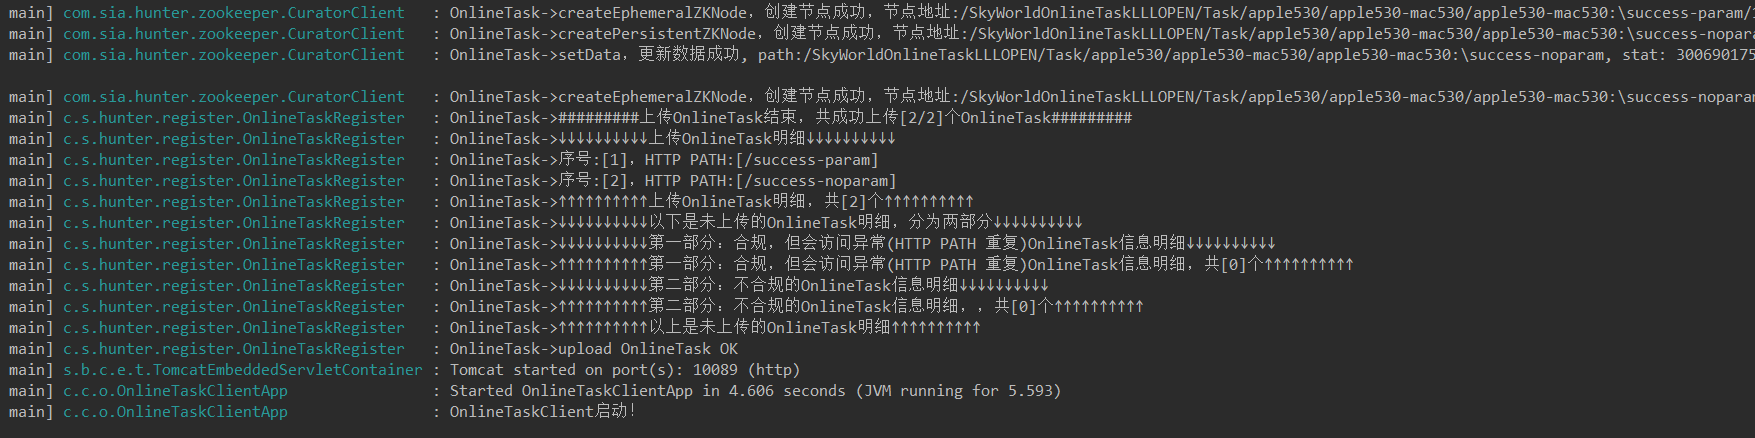 main] com.sia.hunter.zookeeper.CuratorClient : OnlineTask->createEphemeralZKNode，创建节点成功，节点地址:/SkyWorldOnlineTaskLLLOPEN/Task/apple530/apple530-mac530/apple530-mac530:\success-param/
main] com.sia.hunter.zookeeper.CuratorClient : OnlineTask->createPersistentZKNode，创建节点成功，节点地址:/SkyWorldOnlineTaskLLLOPEN/Task/apple530/apple530-mac530/apple530-mac530:\success-nopara
main] com.sia.hunter.zookeeper.CuratorClient : OnlineTask->setData，更新数据成功, path:/SkyWorldOnlineTaskLLLOPEN/Task/apple530/apple530-mac530/apple530-mac530:\success-noparam, stat: 300690175
main] com.sia.hunter.zookeeper.CuratorClient : OnlineTask->createEphemeralZKNode，创建节点成功，节点地址:/SkyWorldOnlineTaskLLLOPEN/Task/apple530/apple530-mac530/apple530-mac530:\success-noparam
main] c.s.hunter.register.OnlineTaskRegister : OnlineTask->#########上传OnlineTask结束，共成功上传[2/2]个OnlineTask#########
main] c.s.hunter.register.OnlineTaskRegister : OnlineTask->↓↓↓↓↓↓↓↓↓↓上传OnlineTask明细↓↓↓↓↓↓↓↓↓↓
main] c.s.hunter.register.OnlineTaskRegister : OnlineTask->序号:[1]，HTTP PATH:[/success-param]
main] c.s.hunter.register.OnlineTaskRegister : OnlineTask->序号:[2]，HTTP PATH:[/success-noparam]
main] c.s.hunter.register.OnlineTaskRegister : OnlineTask->↑↑↑↑↑↑↑↑↑↑上传OnlineTask明细，共[2]个↑↑↑↑↑↑↑↑↑↑
main] c.s.hunter.register.OnlineTaskRegister : OnlineTask->↓↓↓↓↓↓↓↓↓↓以下是未上传的OnlineTask明细，分为两部分↓↓↓↓↓↓↓↓↓↓
main] c.s.hunter.register.OnlineTaskRegister : OnlineTask->↓↓↓↓↓↓↓↓↓↓第一部分：合规，但会访问异常(HTTP PATH 重复)OnlineTask信息明细↓↓↓↓↓↓↓↓↓↓
main] c.s.hunter.register.OnlineTaskRegister : OnlineTask->↑↑↑↑↑↑↑↑↑↑第一部分：合规，但会访问异常(HTTP PATH 重复)OnlineTask信息明细，共[0]个↑↑↑↑↑↑↑↑↑↑
main] c.s.hunter.register.OnlineTaskRegister : OnlineTask->↓↓↓↓↓↓↓↓↓↓第二部分：不合规的OnlineTask信息明细↓↓↓↓↓↓↓↓↓↓
main] c.s.hunter.register.OnlineTaskRegister : OnlineTask->↑↑↑↑↑↑↑↑↑↑第二部分：不合规的OnlineTask信息明细，，共[0]个↑↑↑↑↑↑↑↑↑↑
main] c.s.hunter.register.OnlineTaskRegister : OnlineTask->↑↑↑↑↑↑↑↑↑↑以上是未上传的OnlineTask明细↑↑↑↑↑↑↑↑↑↑
main] c.s.hunter.register.OnlineTaskRegister : OnlineTask->upload OnlineTask OK
main] s.b.c.e.t.TomcatEmbeddedServletContainer : Tomcat started on port(s): 10089 (http)
main] c.c.o.OnlineTaskClientApp : Started OnlineTaskClientApp in 4.606 seconds (JVM running for 5.593)
main] c.c.o.OnlineTaskClientApp : OnlineTaskClient启动！